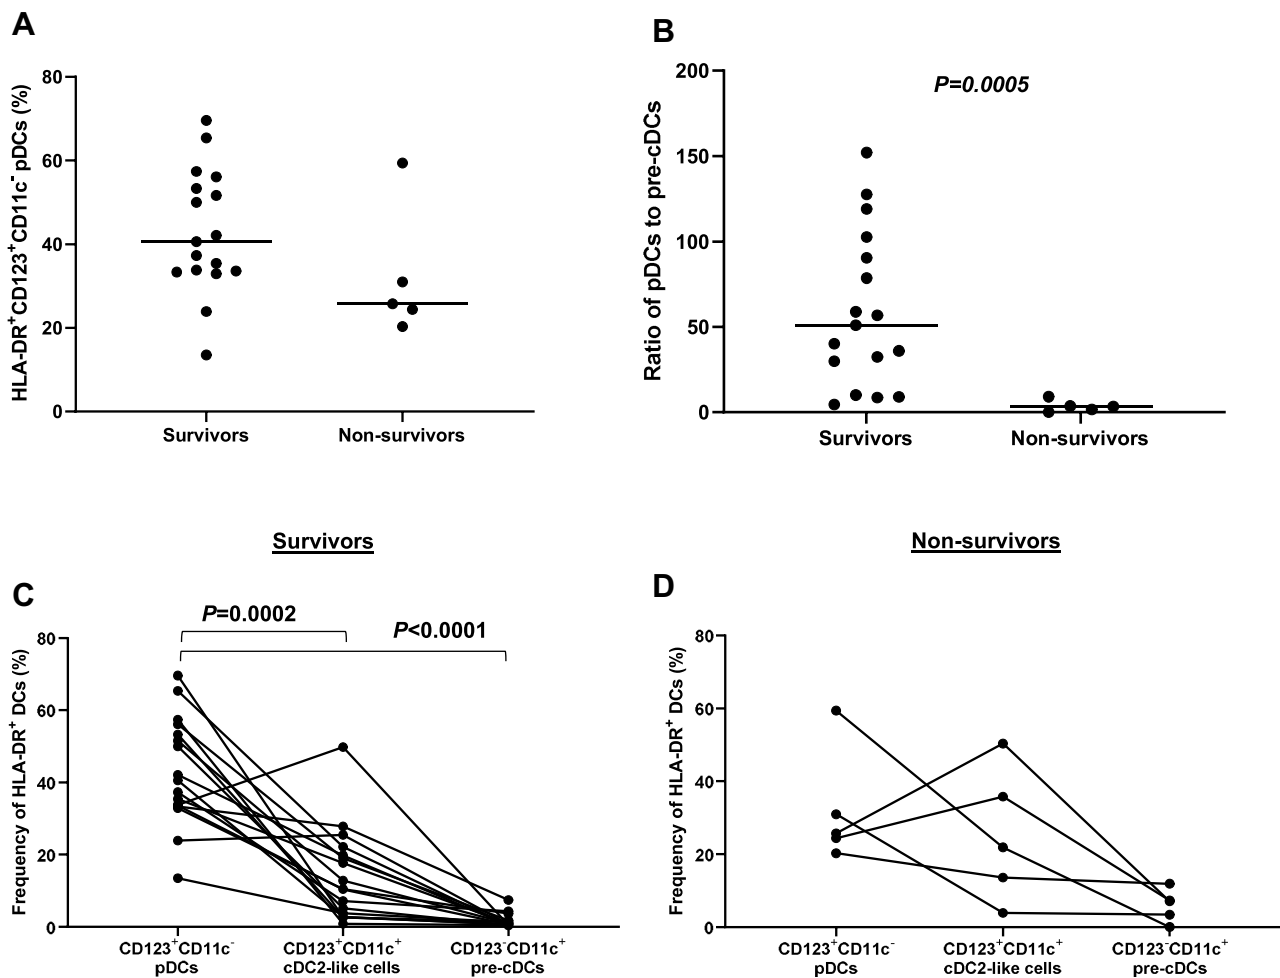 A
HLA-DR⁺CD123⁺CD11c⁻ pDCs (%)
80
60
40
20
0
Survivors
Non-survivors
B
Ratio of pDCs to pre-cDCs
P=0.0005
200
150
100
50
0
Survivors
Non-survivors
Survivors
C
Frequency of HLA-DR⁺ DCs (%)
P=0.0002
P<0.0001
80
60
40
20
0
CD123⁺CD11c⁻
pDCs
CD123⁺CD11c⁺
cDC2-like cells
CD123⁻CD11c⁺
pre-cDCs
Non-survivors
D
Frequency of HLA-DR⁺ DCs (%)
80
60
40
20
0
CD123⁺CD11c⁻
pDCs
CD123⁺CD11c⁺
cDC2-like cells
CD123⁻CD11c⁺
pre-cDCs